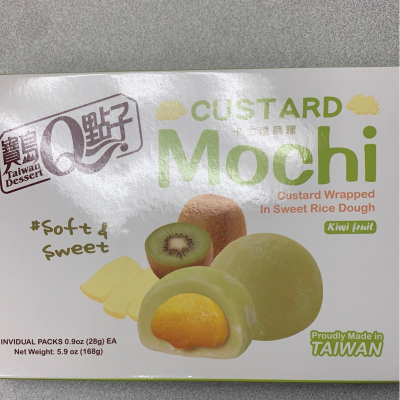 寶島
Q點子
Taiwan
Dessert
CUSTARD
Mochi
Custard Wrapped
In Sweet Rice Dough
Kiwi fruit
#Soft &
Sweet
INVIDUAL PACKS 0.9oz (28g) EA
Net Weight: 5.9 oz (168g)
Proudly Made in
TAIWAN